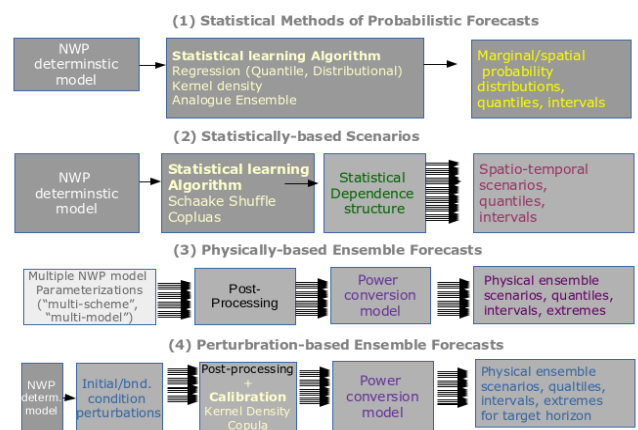 (1) Statistical Methods of Probabilistic Forecasts
NWP
determinstic
model
Statistical learning Algorithm
Regression (Quantile, Distributional)
Kernel density
Analogue Ensemble
Marginal/spatial
probability
distributions,
quantiles, intervals
(2) Statistically-based Scenarios
NWP
determinstic
model
Statistical learning
Algorithm
Schaake Shuffle
Copluas
Statistical
Dependence
structure
Spatio-temporal
scenarios,
quantiles,
intervals
(3) Physically-based Ensemble Forecasts
Multiple NWP model
Parameterizations
(“multi-scheme”,
“multi-model”)
Post-
Processing
Power
conversion
model
Physical ensemble
scenarios, quantiles,
intervals, extremes
(4) Perturbration-based Ensemble Forecasts
NWP
determ.
model
Initial/bnd.
condition
perturbations
Post-processing
+
Calibration
Kernel Density
Copula
Power
conversion
model
Physical ensemble
scenarios, qualtiles,
intervals, extremes
for target horizon